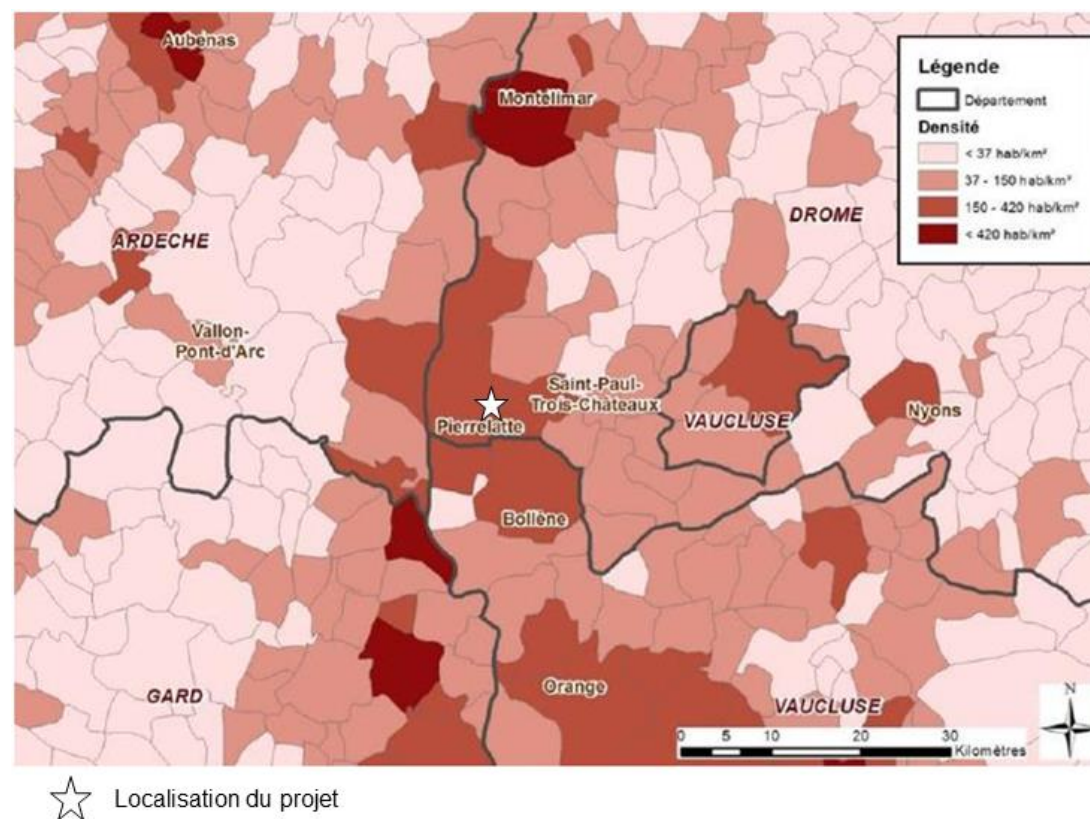 Aubenas
Montélimar
Légende
Département
Densité
< 37 hab/km²
37 - 150 hab/km²
150 - 420 hab/km²
< 420 hab/km²
DROME
ARDECHE
Vallon-
Pont-d'Arc
Saint-Paul-
Trois-Châteaux
Pierrelatte
VAUCLUSE
Nyons
Bollène
GARD
Orange
VAUCLUSE
N
0 5 10 20 30
Kilomètres
Localisation du projet